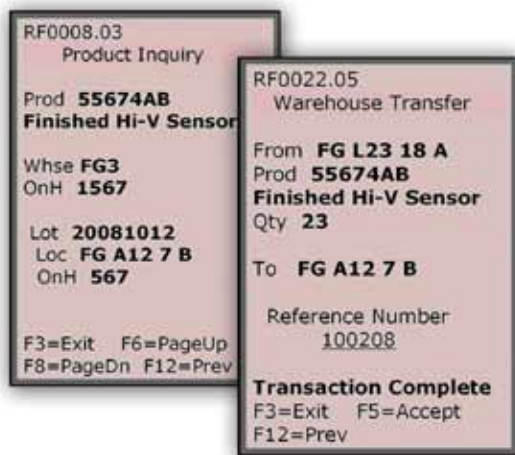 RF0008.03
Product Inquiry
Prod 55674AB
Finished Hi-V Sensor
Whse FG3
OnH 1567
Lot 20081012
Loc FG A12 7 B
OnH 567
F3=Exit F6=PageUp
F8=PageDn F12=Prev
RF0022.05
Warehouse Transfer
From FG L23 18 A
Prod 55674AB
Finished Hi-V Sensor
Qty 23
To FG A12 7 B
Reference Number
100208
Transaction Complete
F3=Exit F5=Accept
F12=Prev